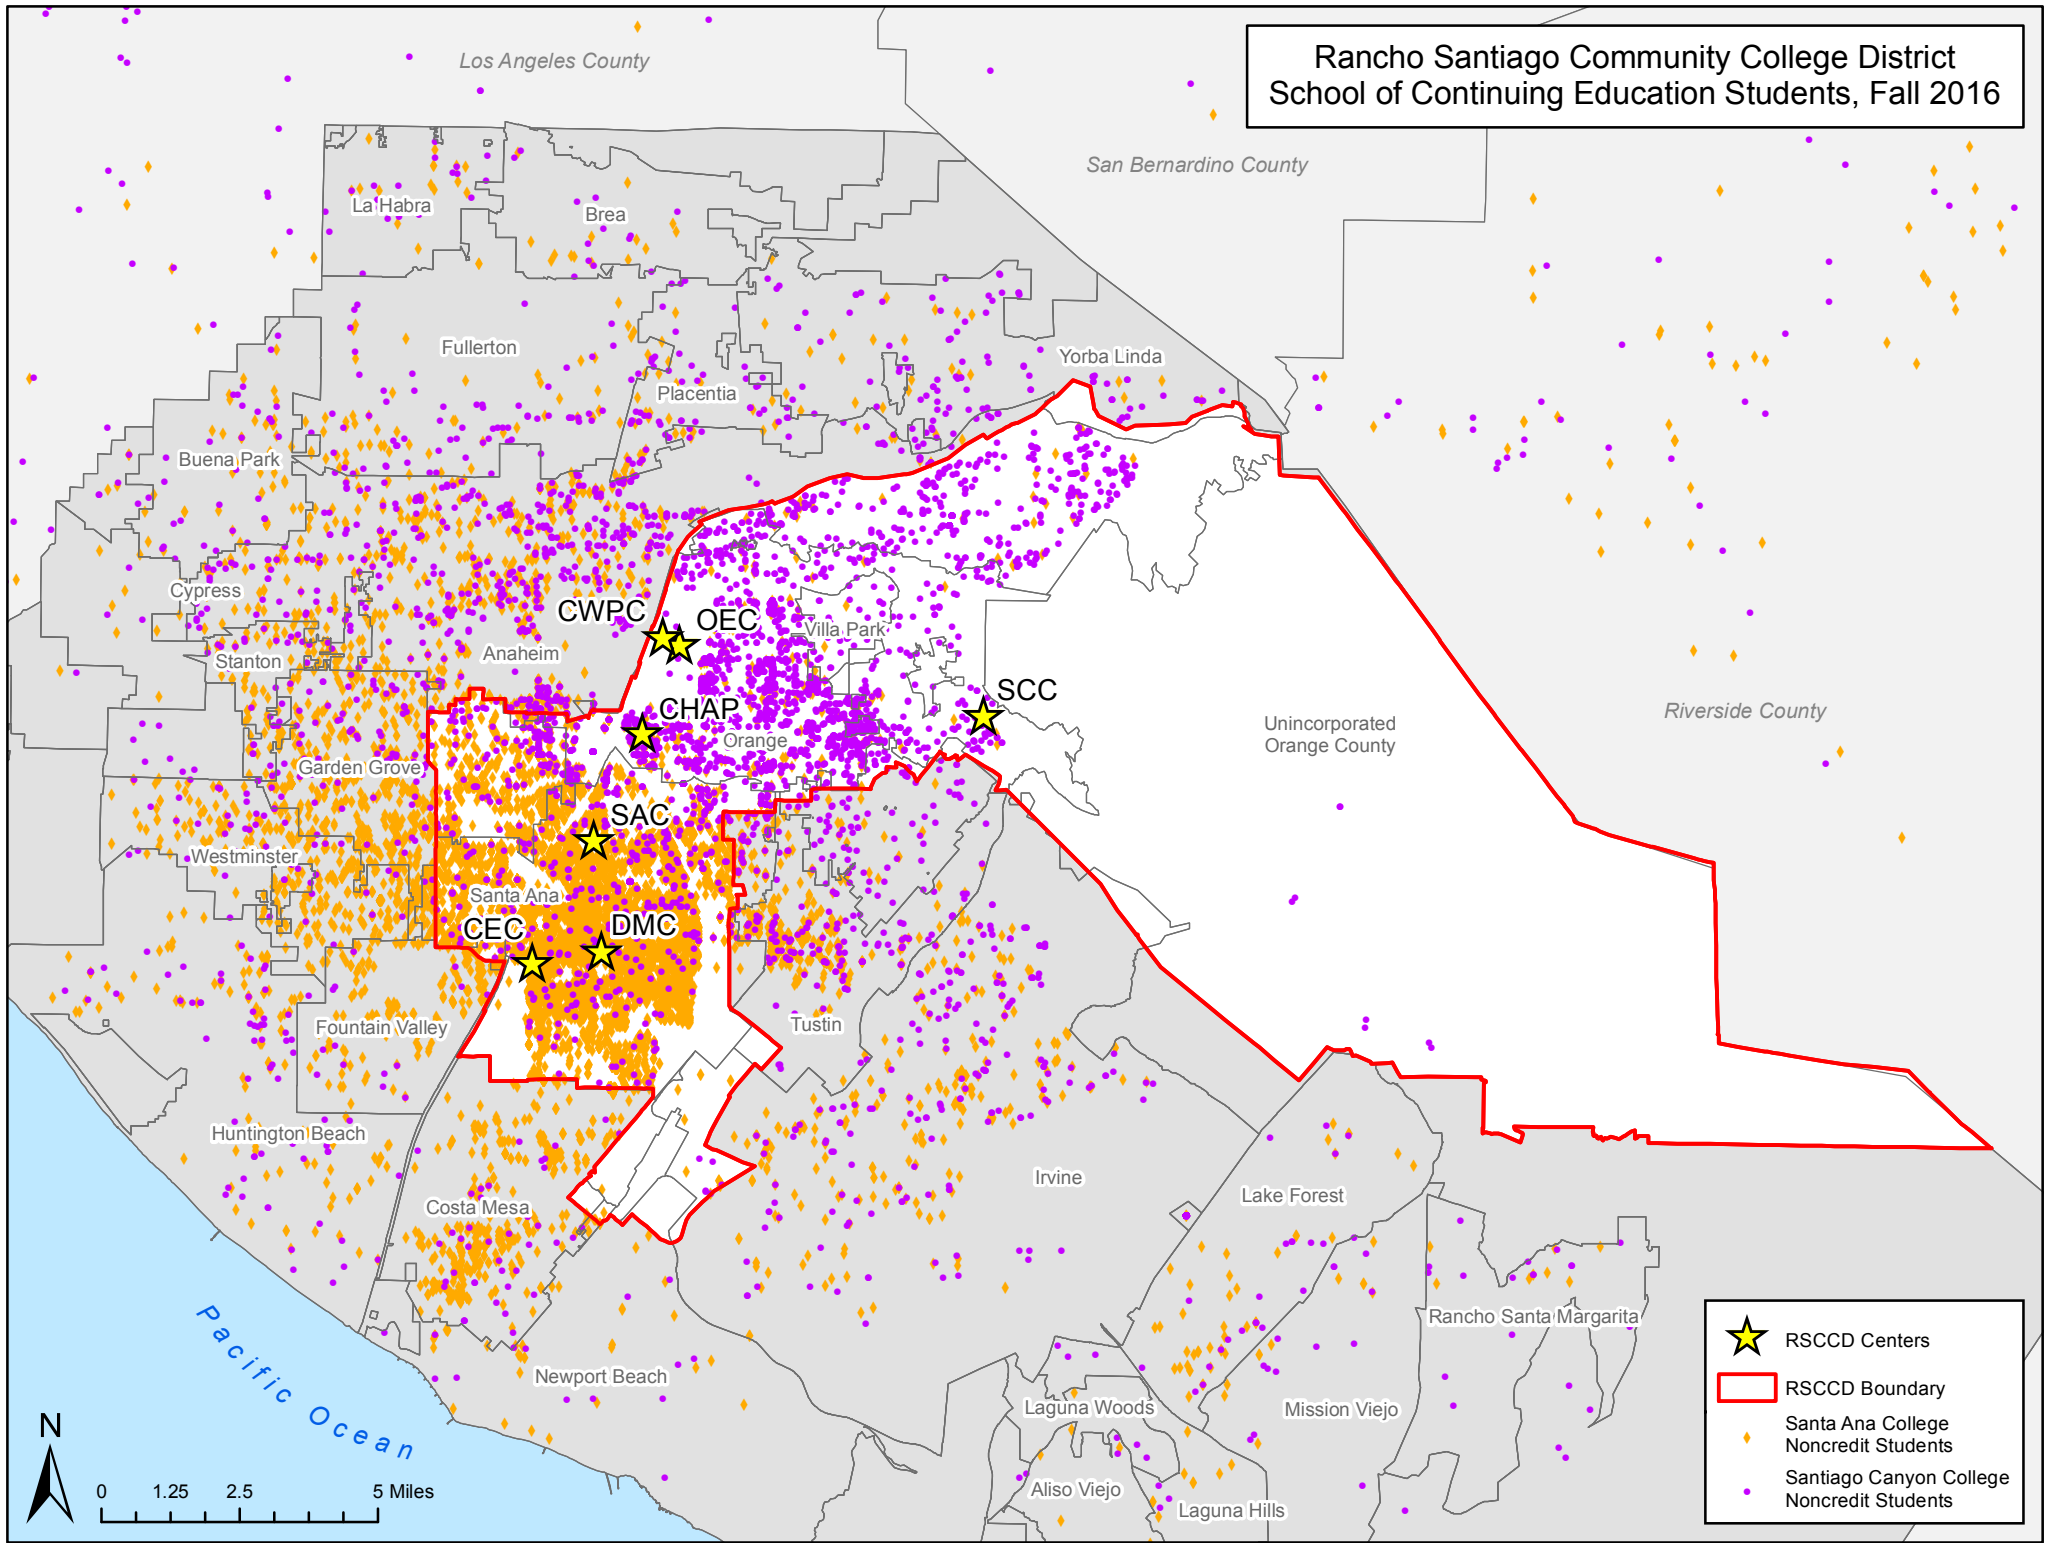 Rancho Santiago Community College District
School of Continuing Education Students, Fall 2016
Los Angeles County
San Bernardino County
La Habra
Brea
Fullerton
Yorba Linda
Placentia
Buena Park
Cypress
CWPC
OEC
Villa Park
Anaheim
Stanton
SCC
CHAP
Orange
Unincorporated
Orange County
Riverside County
Garden Grove
SAC
Westminster
Santa Ana
CEC
DMC
Fountain Valley
Tustin
Huntington Beach
Irvine
Lake Forest
Costa Mesa
Rancho Santa Margarita
Newport Beach
Laguna Woods
Mission Viejo
Aliso Viejo
Laguna Hills
Pacific Ocean
N
0 1.25 2.5 5 Miles
RSCCD Centers
RSCCD Boundary
Santa Ana College
Noncredit Students
Santiago Canyon College
Noncredit Students